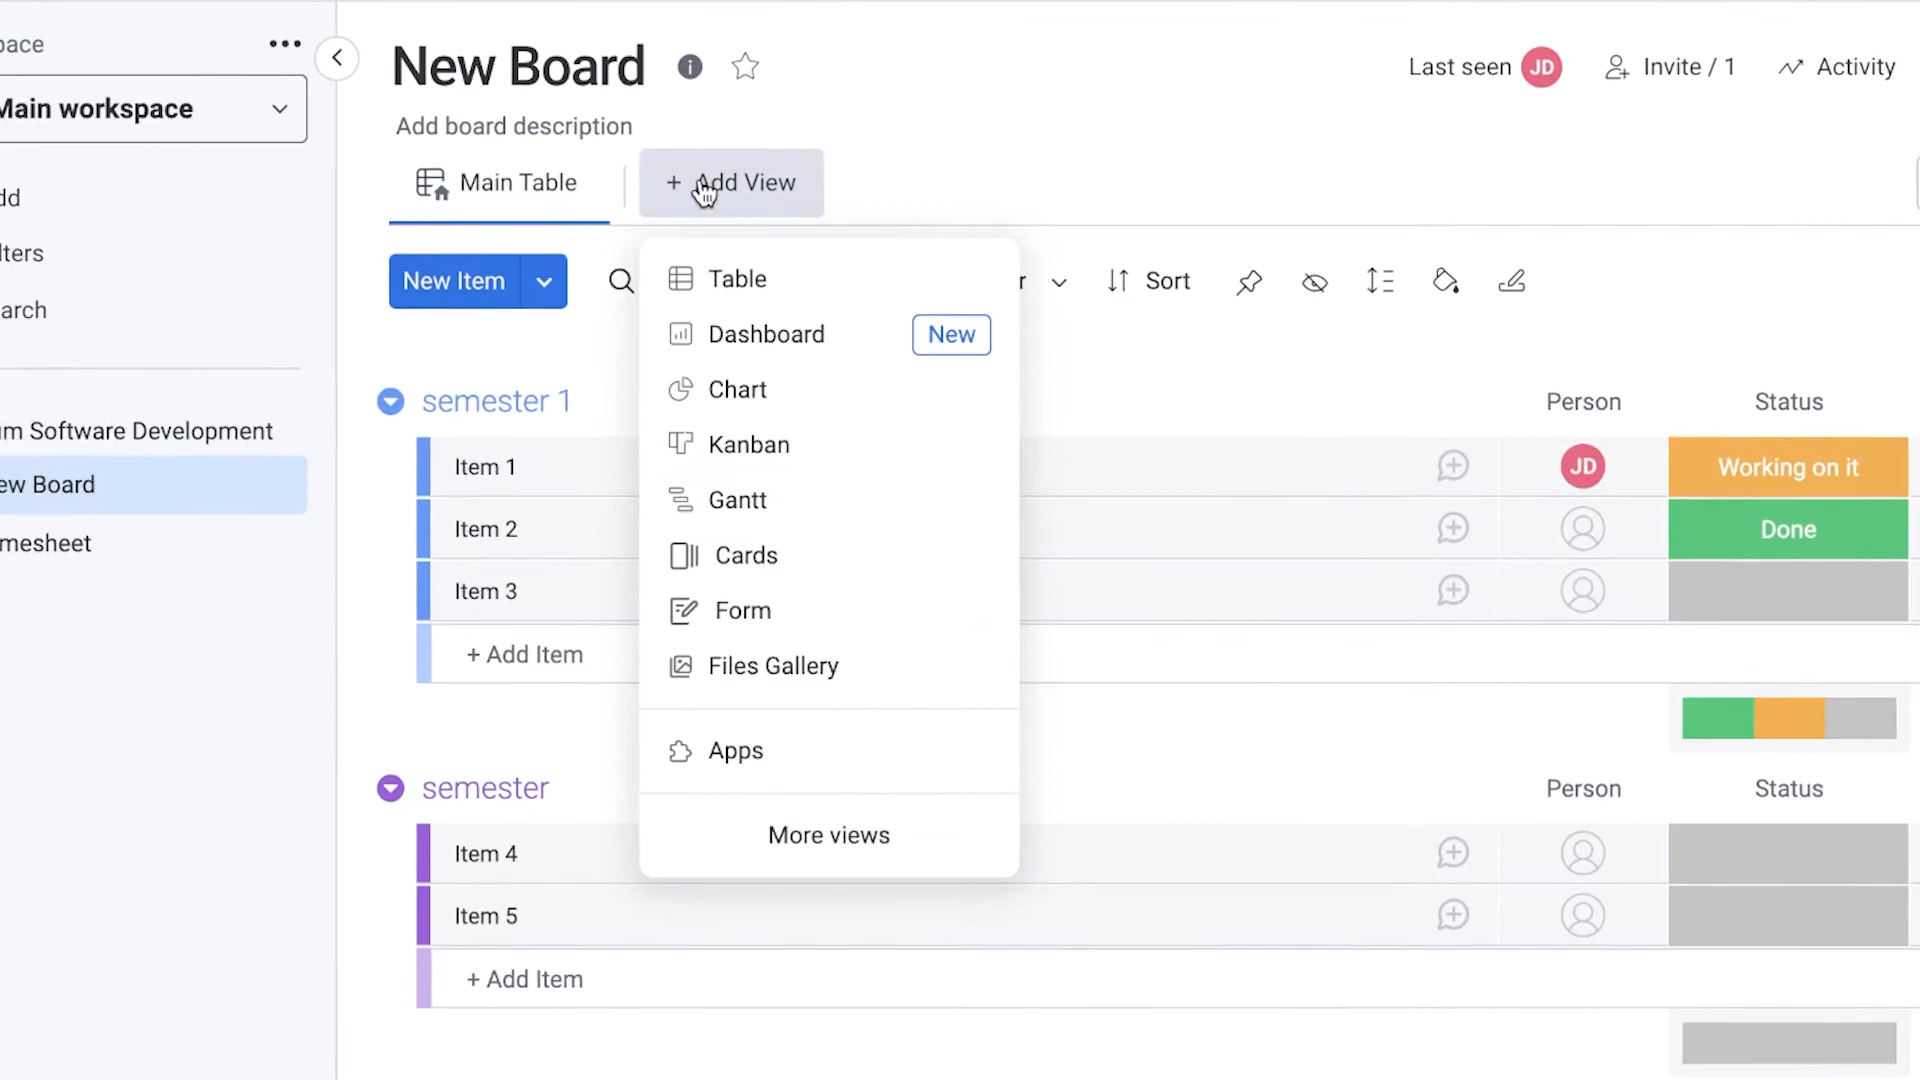 pace
Main workspace
dd
lters
arch
um Software Development
ew Board
mesheet
New Board
Last seen JD Invite / 1 Activity
Add board description
Main Table + Add View
New Item r Sort
Table
Dashboard New
Chart
Kanban
Gantt
Cards
Form
Files Gallery
Apps
More views
semester 1 Person Status
Item 1 JD Working on it
Item 2 Done
Item 3
+ Add Item
semester Person Status
Item 4
Item 5
+ Add Item